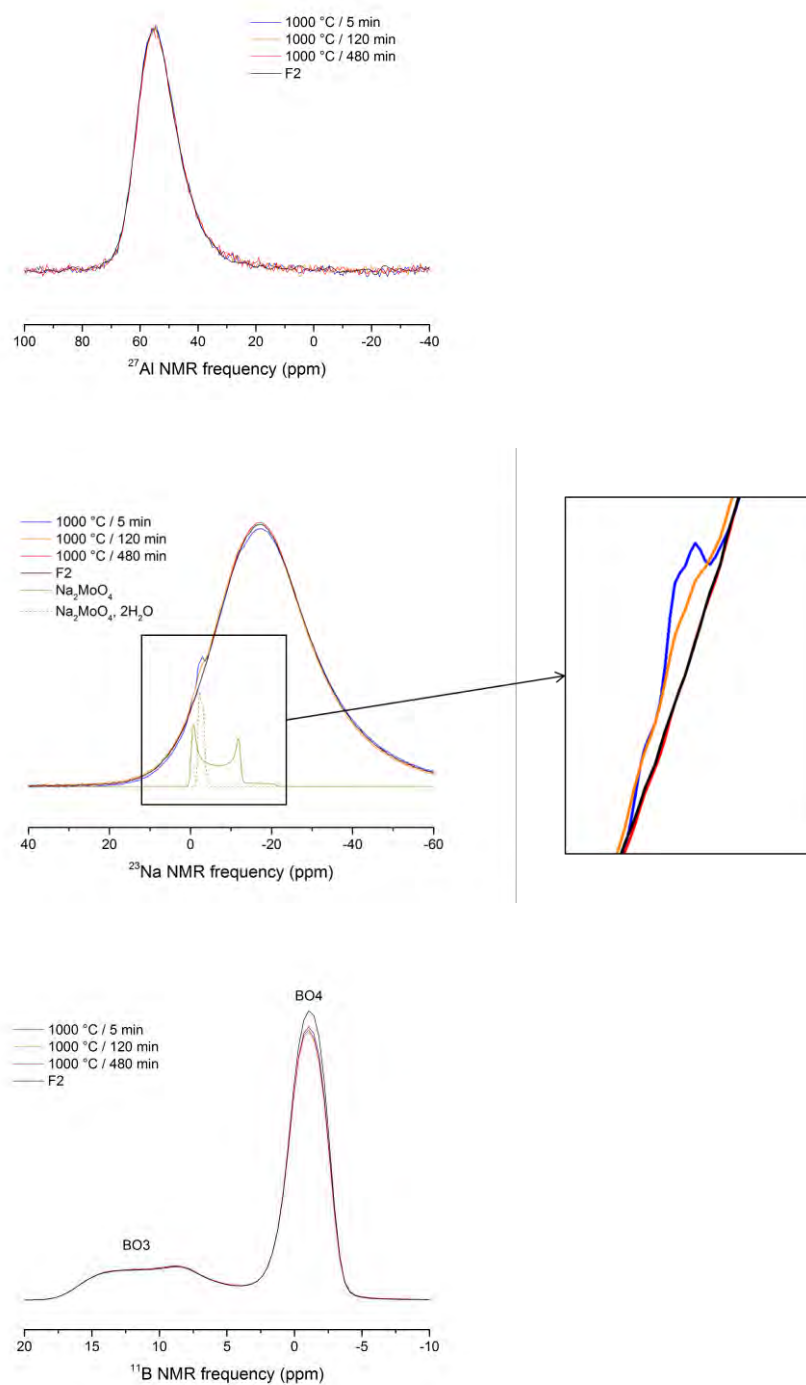 1000 °C / 5 min
1000 °C / 120 min
1000 °C / 480 min
F2
100 80 60 40 20 0 -20 -40
²⁷Al NMR frequency (ppm)
1000 °C / 5 min
1000 °C / 120 min
1000 °C / 480 min
F2
Na₂MoO₄
Na₂MoO₄, 2H₂O
40 20 0 -20 -40 -60
²³Na NMR frequency (ppm)
BO4
1000 °C / 5 min
1000 °C / 120 min
1000 °C / 480 min
F2
BO3
20 15 10 5 0 -5 -10
¹¹B NMR frequency (ppm)